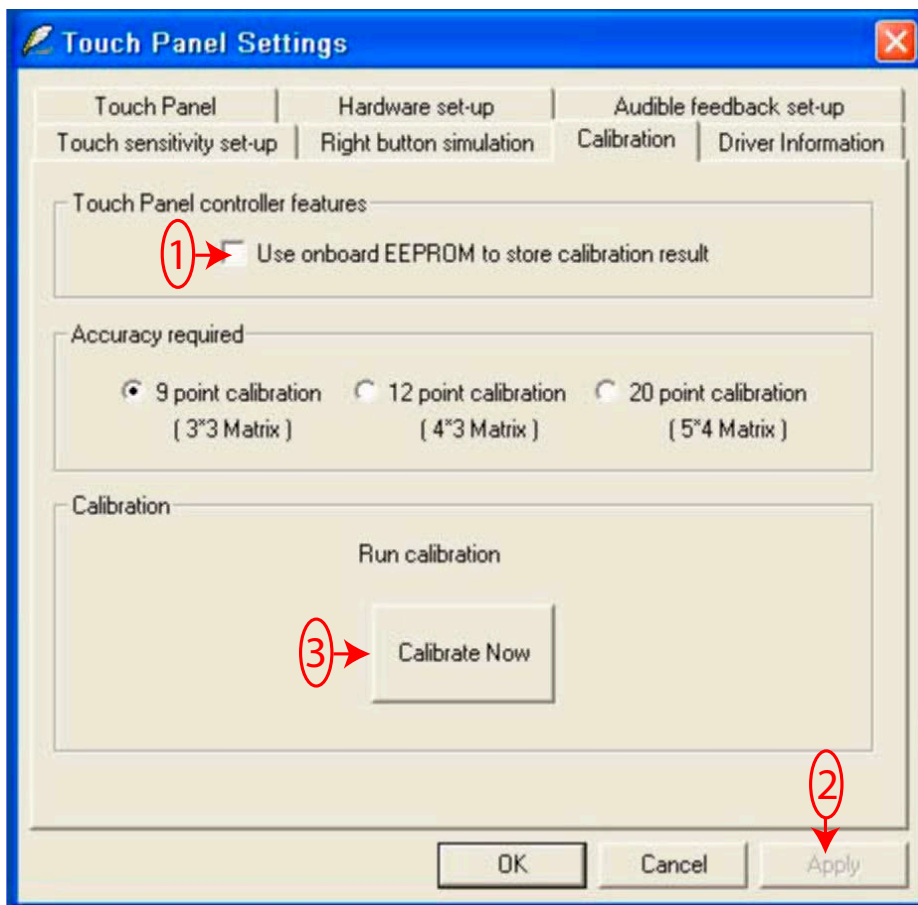 Touch Panel Settings
Touch Panel Hardware set-up Audible feedback set-up
Touch sensitivity set-up Right button simulation Calibration Driver Information
Touch Panel controller features
1 Use onboard EEPROM to store calibration result
Accuracy required
9 point calibration 12 point calibration 20 point calibration
( 3*3 Matrix ) ( 4*3 Matrix ) ( 5*4 Matrix )
Calibration
Run calibration
3 Calibrate Now
2
OK Cancel Apply